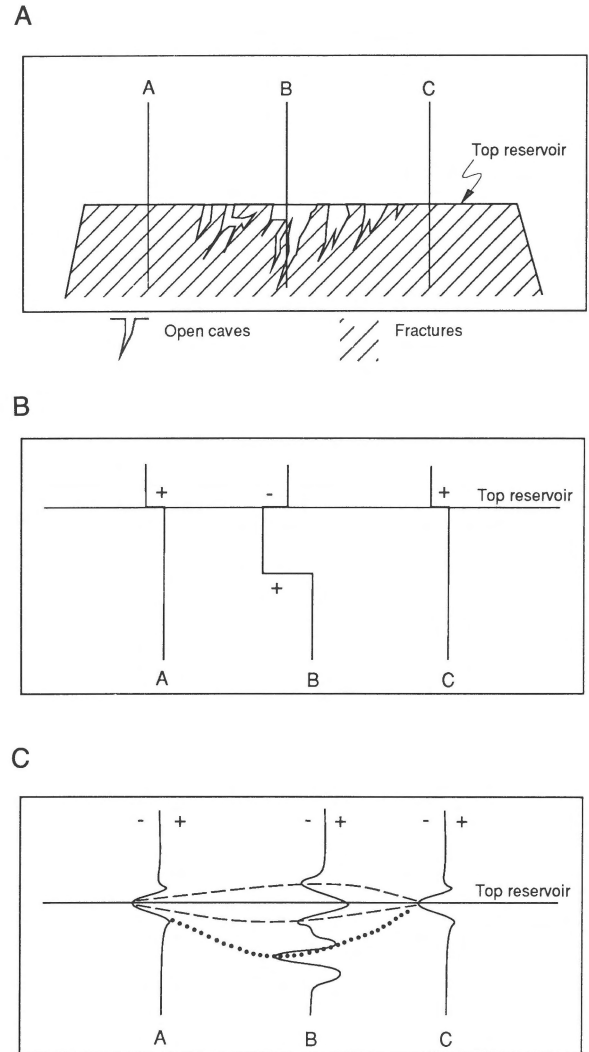 A
A B C
Top reservoir
Open caves Fractures
B
+ - +
Top reservoir
+
A B C
C
- + - + - +
Top reservoir
A B C